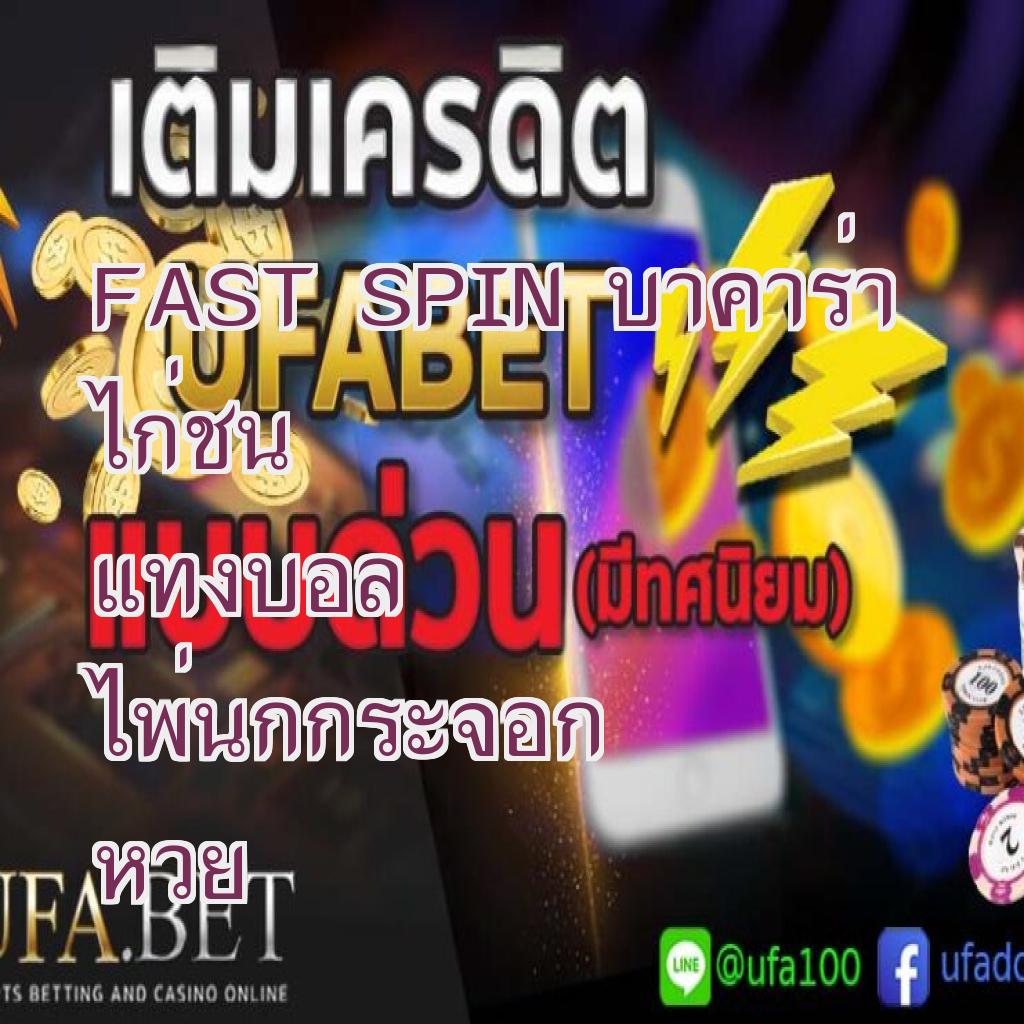 เติมเครดิต
FAST SPIN บาคาร่า
UFABET
ไก่ชน
แบบด่วน (มีทศนิยม)
แทงบอล
ไพ่นกกระจอก
หวย
UFA.BET
TS BETTING AND CASINO ONLINE
LINE @ufa100 f ufad
100